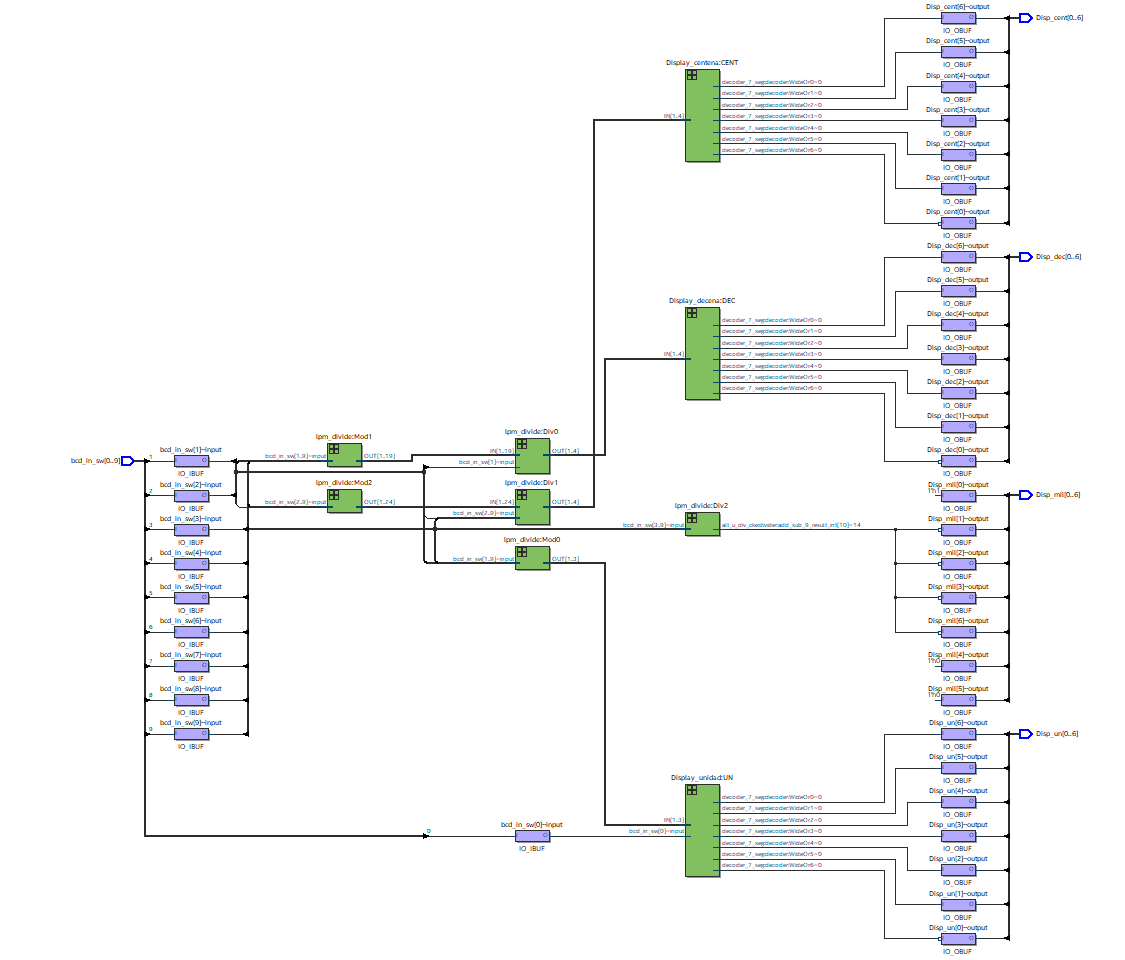 Disp_cent[6]~output
Disp_cent[0..6]
IO_OBUF
Disp_cent[5]~output
IO_OBUF
Display_centena:CENT
Disp_cent[4]~output
decoder_7_seg:decoder:WideOr0~0
decoder_7_seg:decoder:WideOr1~0
IO_OBUF
decoder_7_seg:decoder:WideOr2~0
Disp_cent[3]~output
IN[1..4]
decoder_7_seg:decoder:WideOr3~0
decoder_7_seg:decoder:WideOr4~0
IO_OBUF
decoder_7_seg:decoder:WideOr5~0
Disp_cent[2]~output
decoder_7_seg:decoder:WideOr6~0
IO_OBUF
Disp_cent[1]~output
IO_OBUF
Disp_cent[0]~output
IO_OBUF
Disp_dec[6]~output
Disp_dec[0..6]
IO_OBUF
Disp_dec[5]~output
Display_decena:DEC
IO_OBUF
Disp_dec[4]~output
decoder_7_seg:decoder:WideOr0~0
decoder_7_seg:decoder:WideOr1~0
IO_OBUF
decoder_7_seg:decoder:WideOr2~0
Disp_dec[3]~output
IN[1..4]
decoder_7_seg:decoder:WideOr3~0
decoder_7_seg:decoder:WideOr4~0
IO_OBUF
decoder_7_seg:decoder:WideOr5~0
Disp_dec[2]~output
decoder_7_seg:decoder:WideOr6~0
IO_OBUF
Disp_dec[1]~output
IO_OBUF
lpm_divide:Mod1
lpm_divide:Div0
Disp_dec[0]~output
bcd_in_sw[1]~input
bcd_in_sw[0..9]
1
bcd_in_sw[1..9]~input
OUT[1..19]
IN[1..19]
OUT[1..4]
bcd_in_sw[1]~input
IO_IBUF
IO_OBUF
lpm_divide:Mod2
lpm_divide:Div1
Disp_mil[0]~output
bcd_in_sw[2]~input
2
1'h1
Disp_mil[0..6]
IO_IBUF
bcd_in_sw[2..9]~input
OUT[1..24]
IN[1..24]
OUT[1..4]
IO_OBUF
lpm_divide:Div2
bcd_in_sw[2..9]~input
Disp_mil[1]~output
bcd_in_sw[3]~input
3
bcd_in_sw[3..9]~input
alt_u_div_cke:divider:add_sub_9_result_int[10]~14
IO_IBUF
IO_OBUF
lpm_divide:Mod0
bcd_in_sw[4]~input
Disp_mil[2]~output
4
bcd_in_sw[1..9]~input
OUT[1..3]
IO_IBUF
IO_OBUF
bcd_in_sw[5]~input
Disp_mil[3]~output
5
IO_IBUF
IO_OBUF
bcd_in_sw[6]~input
Disp_mil[6]~output
6
IO_IBUF
IO_OBUF
bcd_in_sw[7]~input
Disp_mil[4]~output
7
1'h0
IO_IBUF
IO_OBUF
bcd_in_sw[8]~input
Disp_mil[5]~output
8
1'h0
IO_IBUF
IO_OBUF
bcd_in_sw[9]~input
Disp_un[6]~output
9
Disp_un[0..6]
IO_IBUF
IO_OBUF
Disp_un[5]~output
Display_unidad:UN
IO_OBUF
Disp_un[4]~output
decoder_7_seg:decoder:WideOr0~0
decoder_7_seg:decoder:WideOr1~0
IO_OBUF
decoder_7_seg:decoder:WideOr2~0
bcd_in_sw[0]~input
IN[1..3]
Disp_un[3]~output
0
bcd_in_sw[0]~input
decoder_7_seg:decoder:WideOr3~0
decoder_7_seg:decoder:WideOr4~0
IO_IBUF
IO_OBUF
decoder_7_seg:decoder:WideOr5~0
Disp_un[2]~output
decoder_7_seg:decoder:WideOr6~0
IO_OBUF
Disp_un[1]~output
IO_OBUF
Disp_un[0]~output
IO_OBUF